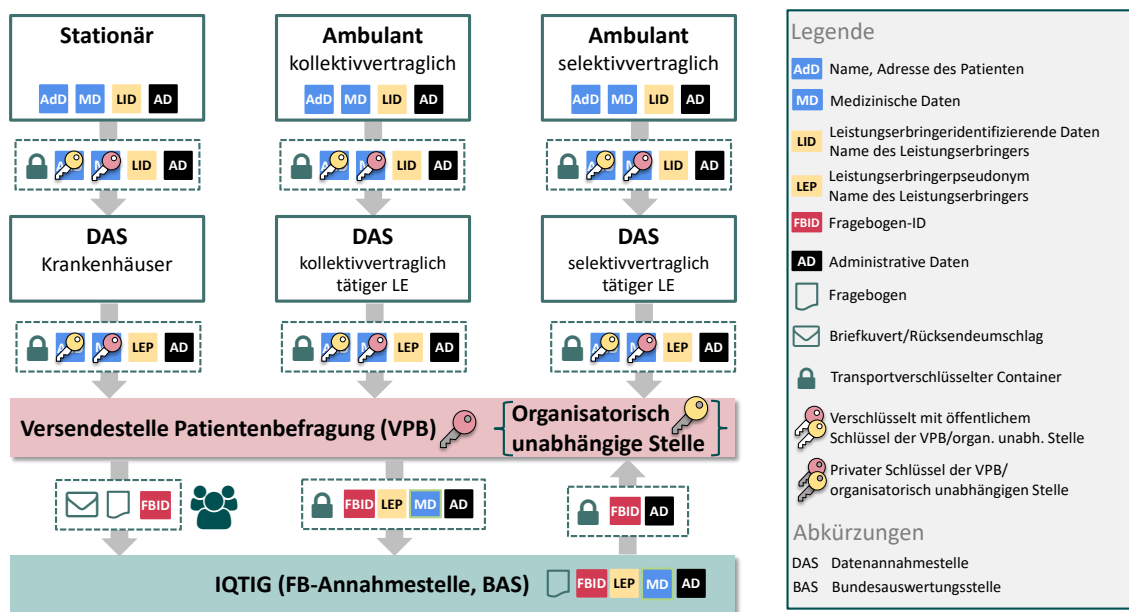 Stationär
AdD MD LID AD
Ambulant
kollektivvertraglich
AdD MD LID AD
Ambulant
selektivvertraglich
AdD MD LID AD
LID AD
LID AD
LID AD
DAS
Krankenhäuser
DAS
kollektivvertraglich
tätiger LE
DAS
selektivvertraglich
tätiger LE
LEP AD
LEP AD
LEP AD
Versendestelle Patientenbefragung (VPB)
Organisatorisch
unabhängige Stelle
FBID
FBID LEP MD AD
FBID AD
IQTIG (FB-Annahmestelle, BAS)
FBID LEP MD AD
Legende
AdD Name, Adresse des Patienten
MD Medizinische Daten
LID Leistungserbringeridentifizierende Daten
Name des Leistungserbringers
LEP Leistungserbringerpseudonym
Name des Leistungserbringers
FBID Fragebogen-ID
AD Administrative Daten
Fragebogen
Briefkuvert/Rücksendeumschlag
Transportverschlüsselter Container
Verschlüsselt mit öffentlichem
Schlüssel der VPB/organ. unabh. Stelle
Privater Schlüssel der VPB/
organisatorisch unabhängigen Stelle
Abkürzungen
DAS Datenannahmestelle
BAS Bundesauswertungsstelle